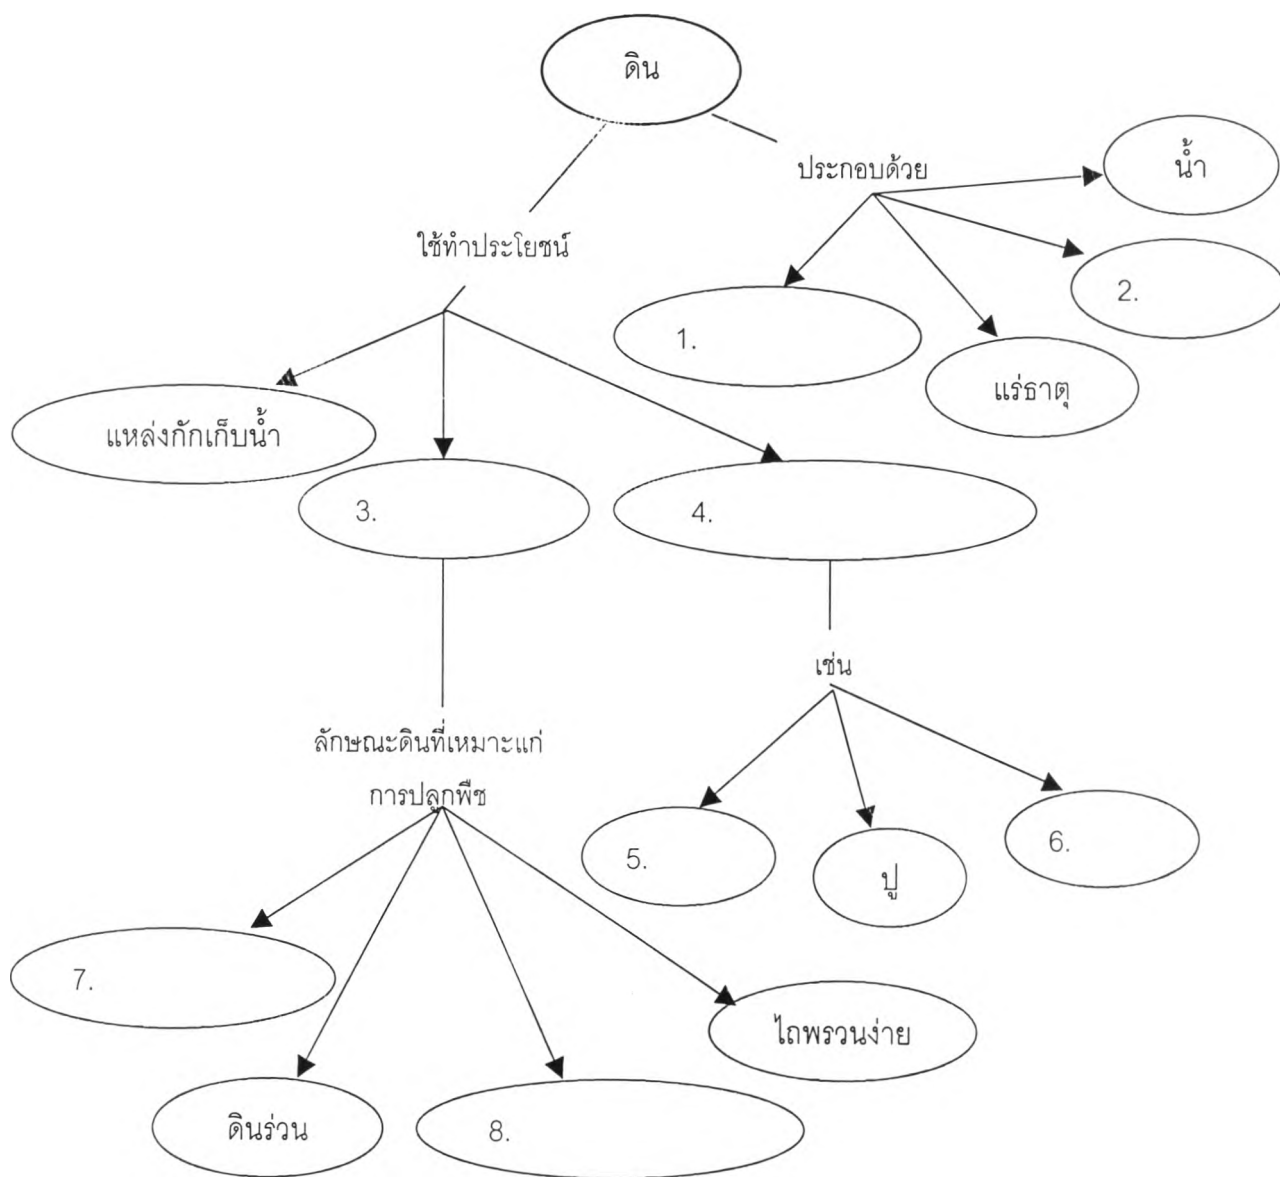 ดิน
ประกอบด้วย
น้ำ
ใช้ทำประโยชน์
2.
1.
แร่ธาตุ
แหล่งกักเก็บน้ำ
3.
4.
เช่น
ลักษณะดินที่เหมาะแก่
การปลูกพืช
5.
ปู
6.
7.
ไถพรวนง่าย
ดินร่วน
8.